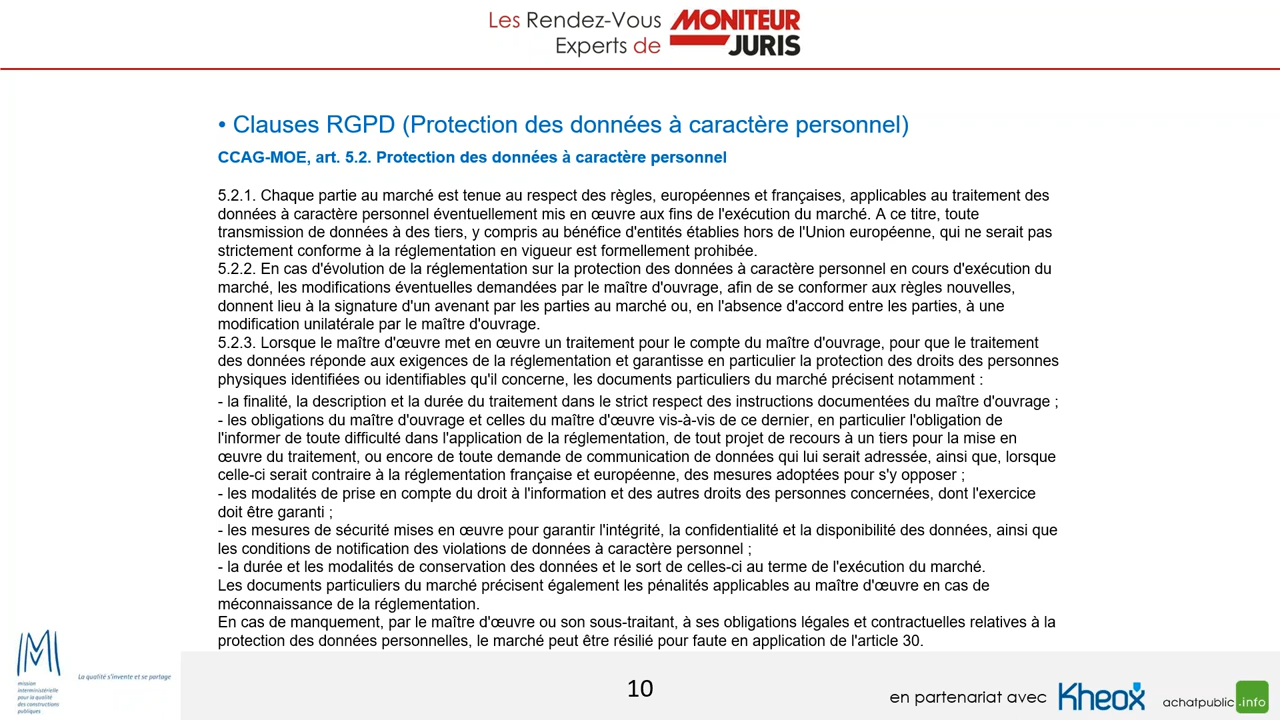 Les Rendez-Vous
Experts de
MONITEUR
JURIS
• Clauses RGPD (Protection des données à caractère personnel)
CCAG-MOE, art. 5.2. Protection des données à caractère personnel
5.2.1. Chaque partie au marché est tenue au respect des règles, européennes et françaises, applicables au traitement des
données à caractère personnel éventuellement mis en œuvre aux fins de l'exécution du marché. A ce titre, toute
transmission de données à des tiers, y compris au bénéfice d'entités établies hors de l'Union européenne, qui ne serait pas
strictement conforme à la réglementation en vigueur est formellement prohibée.
5.2.2. En cas d'évolution de la réglementation sur la protection des données à caractère personnel en cours d'exécution du
marché, les modifications éventuelles demandées par le maître d'ouvrage, afin de se conformer aux règles nouvelles,
donnent lieu à la signature d'un avenant par les parties au marché ou, en l'absence d'accord entre les parties, à une
modification unilatérale par le maître d'ouvrage.
5.2.3. Lorsque le maître d'œuvre met en œuvre un traitement pour le compte du maître d'ouvrage, pour que le traitement
des données réponde aux exigences de la réglementation et garantisse en particulier la protection des droits des personnes
physiques identifiées ou identifiables qu'il concerne, les documents particuliers du marché précisent notamment :
- la finalité, la description et la durée du traitement dans le strict respect des instructions documentées du maître d'ouvrage ;
- les obligations du maître d'ouvrage et celles du maître d'œuvre vis-à-vis de ce dernier, en particulier l'obligation de
l'informer de toute difficulté dans l'application de la réglementation, de tout projet de recours à un tiers pour la mise en
œuvre du traitement, ou encore de toute demande de communication de données qui lui serait adressée, ainsi que, lorsque
celle-ci serait contraire à la réglementation française et européenne, des mesures adoptées pour s'y opposer ;
- les modalités de prise en compte du droit à l'information et des autres droits des personnes concernées, dont l'exercice
doit être garanti ;
- les mesures de sécurité mises en œuvre pour garantir l'intégrité, la confidentialité et la disponibilité des données, ainsi que
les conditions de notification des violations de données à caractère personnel ;
- la durée et les modalités de conservation des données et le sort de celles-ci au terme de l'exécution du marché.
Les documents particuliers du marché précisent également les pénalités applicables au maître d'œuvre en cas de
méconnaissance de la réglementation.
En cas de manquement, par le maître d'œuvre ou son sous-traitant, à ses obligations légales et contractuelles relatives à la
protection des données personnelles, le marché peut être résilié pour faute en application de l'article 30.
La qualité s'invente et se partage
mission
interministérielle
pour la qualité
des constructions
publiques
10
en partenariat avec
Kheox
achatpublic.info